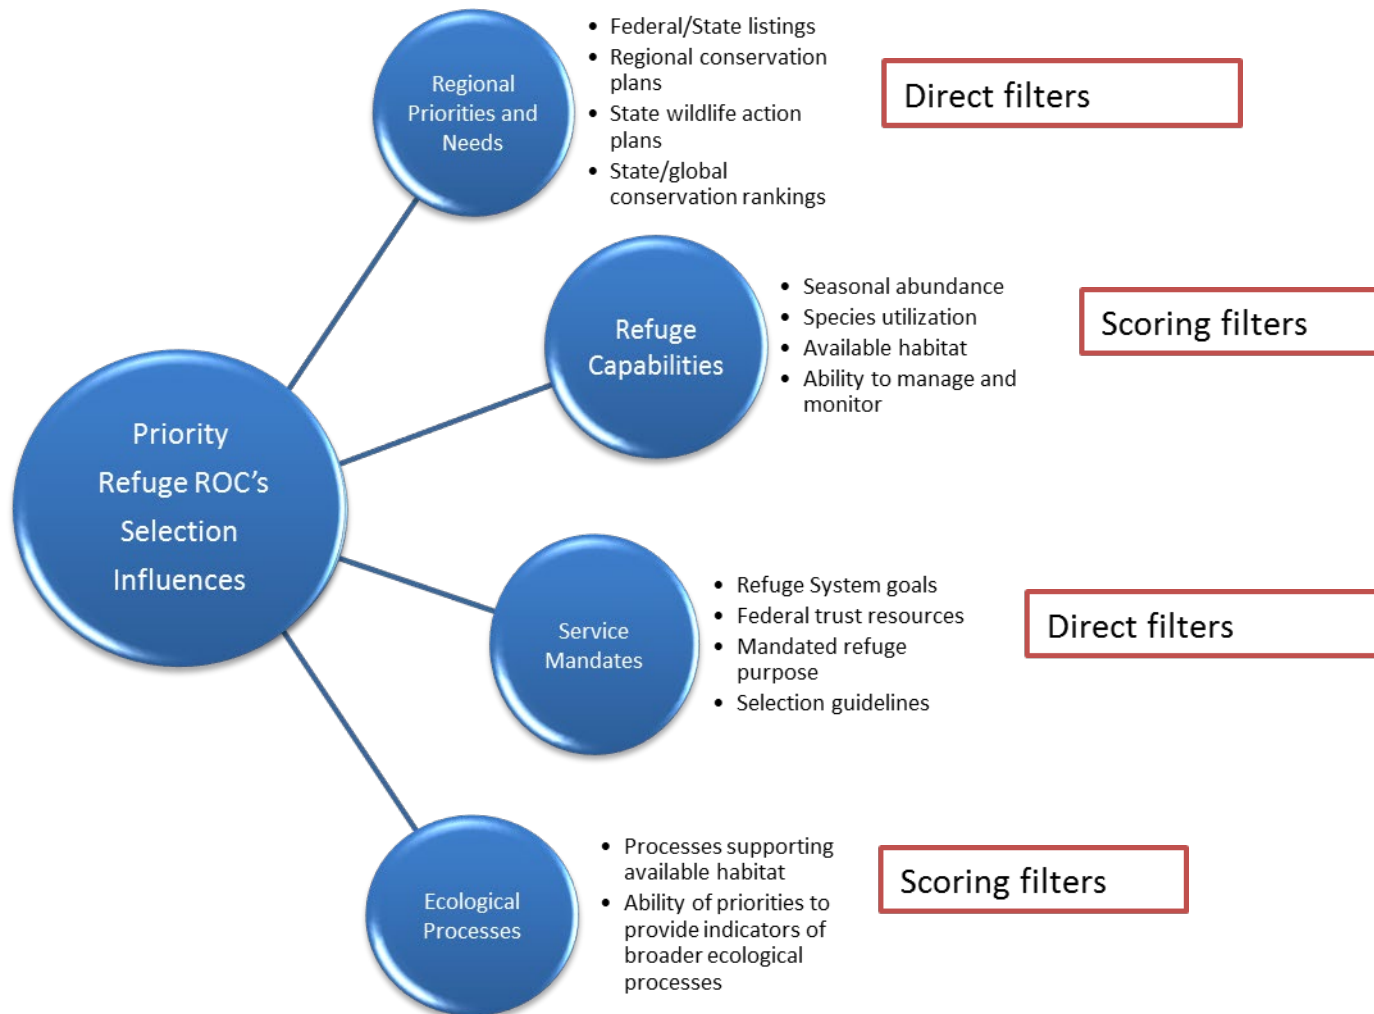 Regional
Priorities and
Needs
• Federal/State listings
• Regional conservation
plans
• State wildlife action
plans
• State/global
conservation rankings
Direct filters
Refuge
Capabilities
• Seasonal abundance
• Species utilization
• Available habitat
• Ability to manage and
monitor
Scoring filters
Priority
Refuge ROC’s
Selection
Influences
Service
Mandates
• Refuge System goals
• Federal trust resources
• Mandated refuge
purpose
• Selection guidelines
Direct filters
Ecological
Processes
• Processes supporting
available habitat
• Ability of priorities to
provide indicators of
broader ecological
processes
Scoring filters